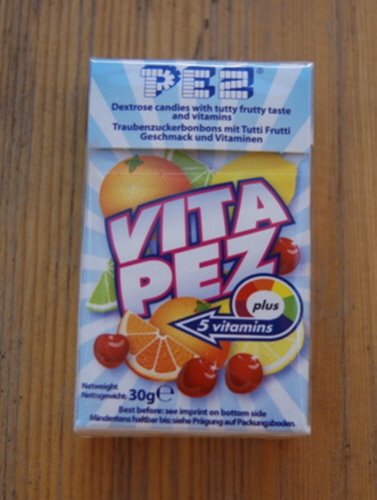 PEZ®
Dextrose candies with tutty frutty taste
and vitamins
Traubenzuckerbonbons mit Tutti Frutti
Geschmack und Vitaminen
VITA
PEZ
plus
5 vitamins
Netweight
Nettogewicht: 30g℮
Best before: see imprint on bottom side
Mindestens haltbar bis: siehe Prägung auf Packungsboden